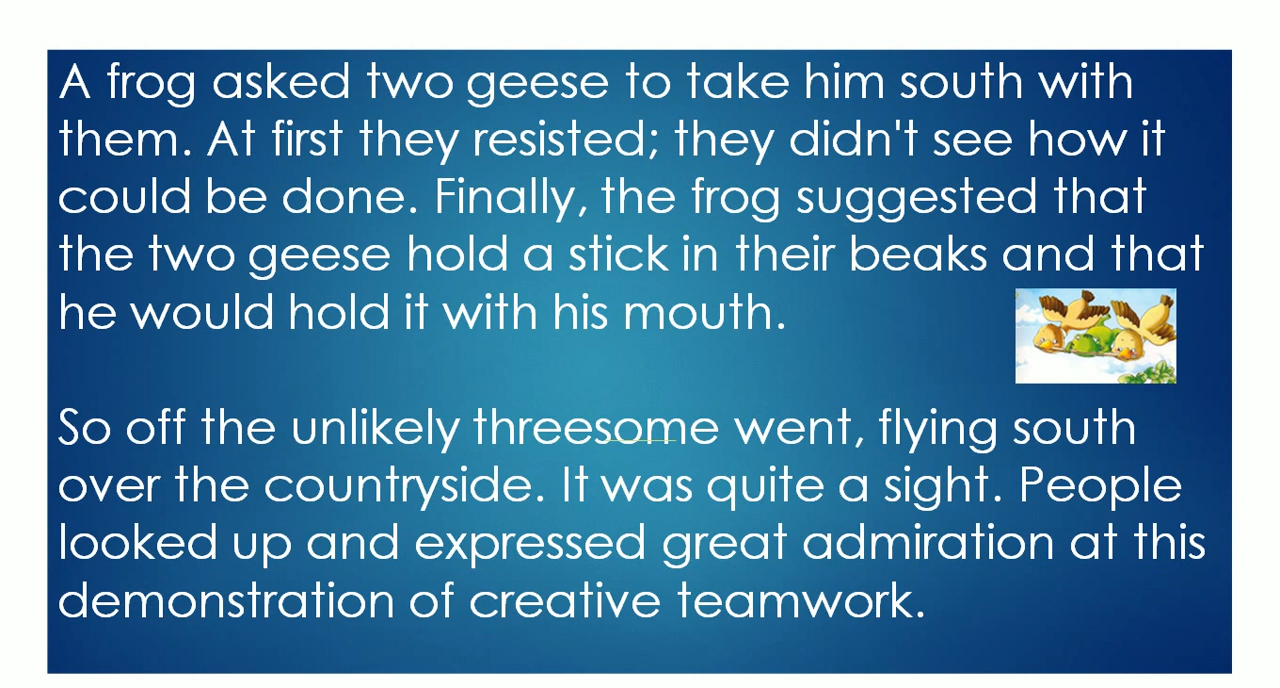 A frog asked two geese to take him south with
them. At first they resisted; they didn't see how it
could be done. Finally, the frog suggested that
the two geese hold a stick in their beaks and that
he would hold it with his mouth.
So off the unlikely threesome went, flying south
over the countryside. It was quite a sight. People
looked up and expressed great admiration at this
demonstration of creative teamwork.